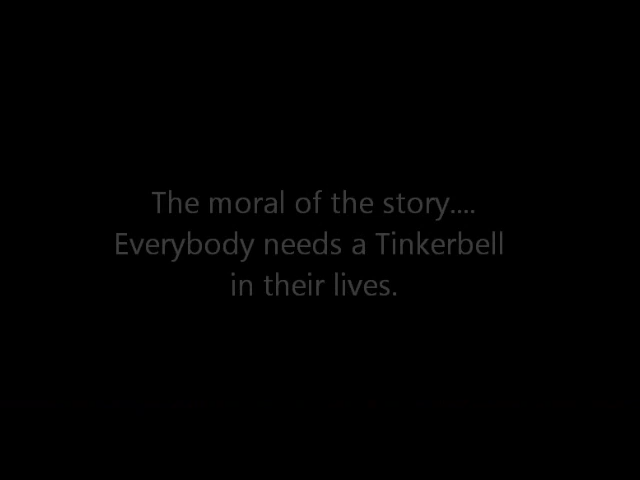 The moral of the story....
Everybody needs a Tinkerbell
in their lives.